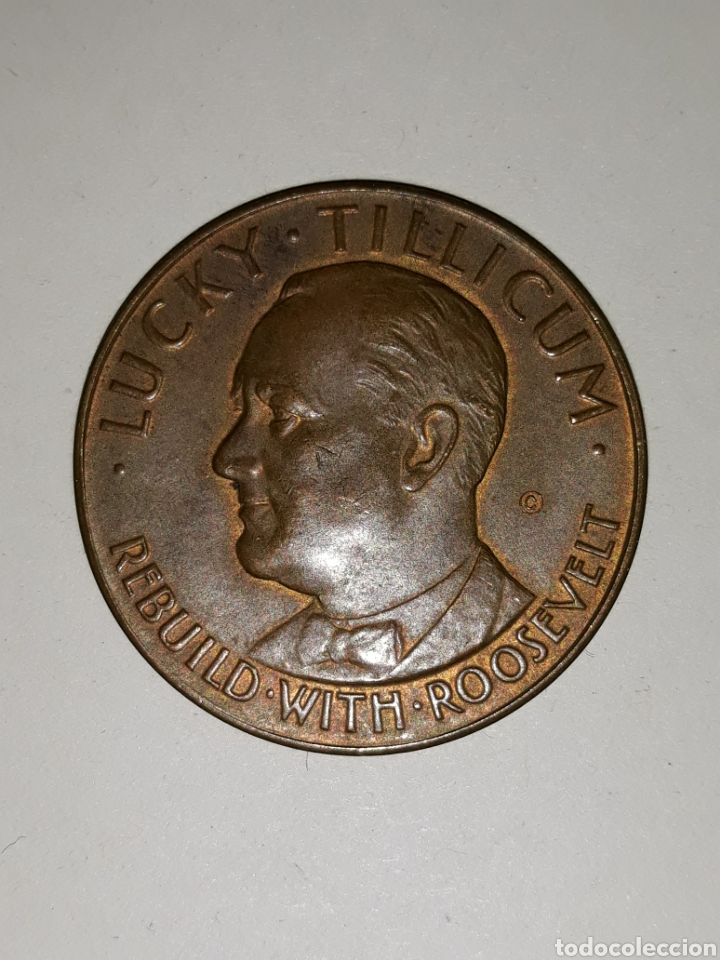 · LUCKY · TILLICUM ·
REBUILD · WITH · ROOSEVELT
©
todocoleccion